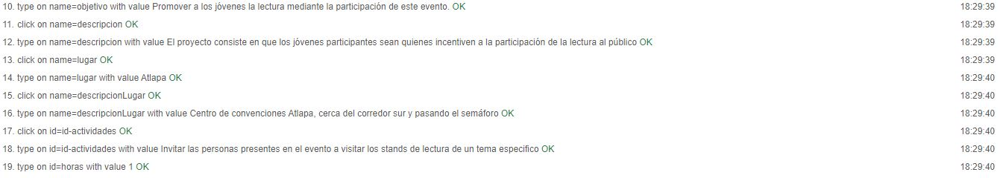 10. type on name=objetivo with value Promover a los jóvenes la lectura mediante la participación de este evento. OK 18:29:39
11. click on name=descripcion OK 18:29:39
12. type on name=descripcion with value El proyecto consiste en que los jóvenes participantes sean quienes incentiven a la participación de la lectura al público OK 18:29:39
13. click on name=lugar OK 18:29:39
14. type on name=lugar with value Atlapa OK 18:29:40
15. click on name=descripcionLugar OK 18:29:40
16. type on name=descripcionLugar with value Centro de convenciones Atlapa, cerca del corredor sur y pasando el semáforo OK 18:29:40
17. click on id=id-actividades OK 18:29:40
18. type on id=id-actividades with value Invitar las personas presentes en el evento a visitar los stands de lectura de un tema especifico OK 18:29:40
19. type on id=horas with value 1 OK 18:29:40